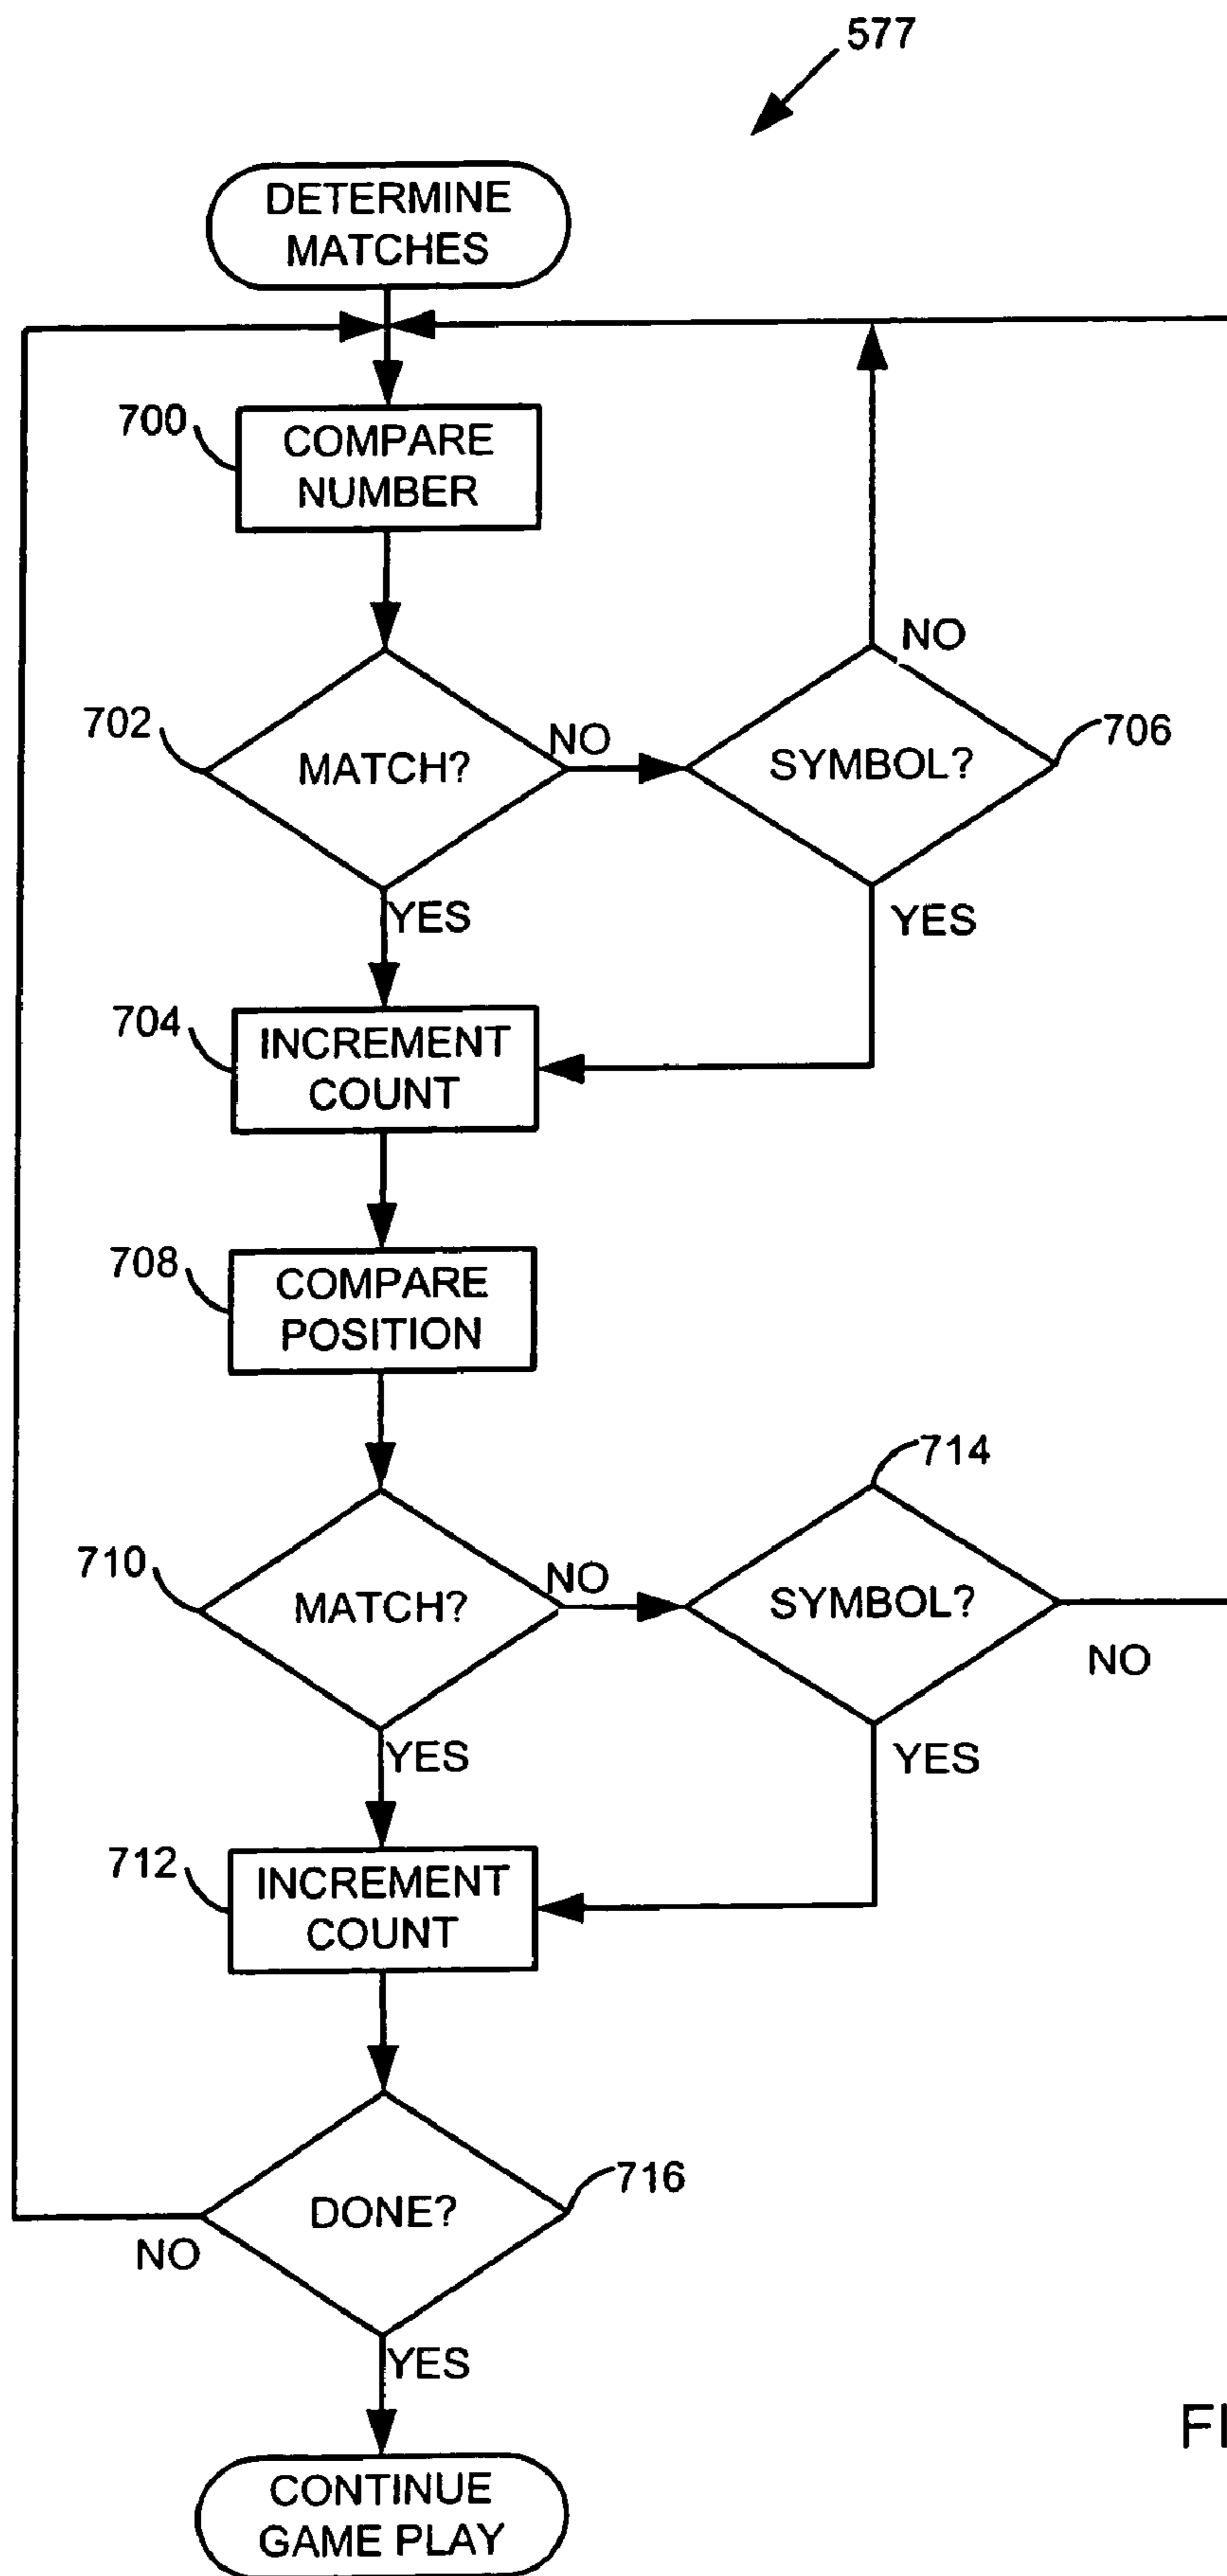 577
DETERMINE
MATCHES
700
COMPARE
NUMBER
NO
702
MATCH?
NO
SYMBOL?
706
YES
YES
704
INCREMENT
COUNT
708
COMPARE
POSITION
714
710
MATCH?
NO
SYMBOL?
NO
YES
YES
712
INCREMENT
COUNT
716
DONE?
NO
YES
CONTINUE
GAME PLAY